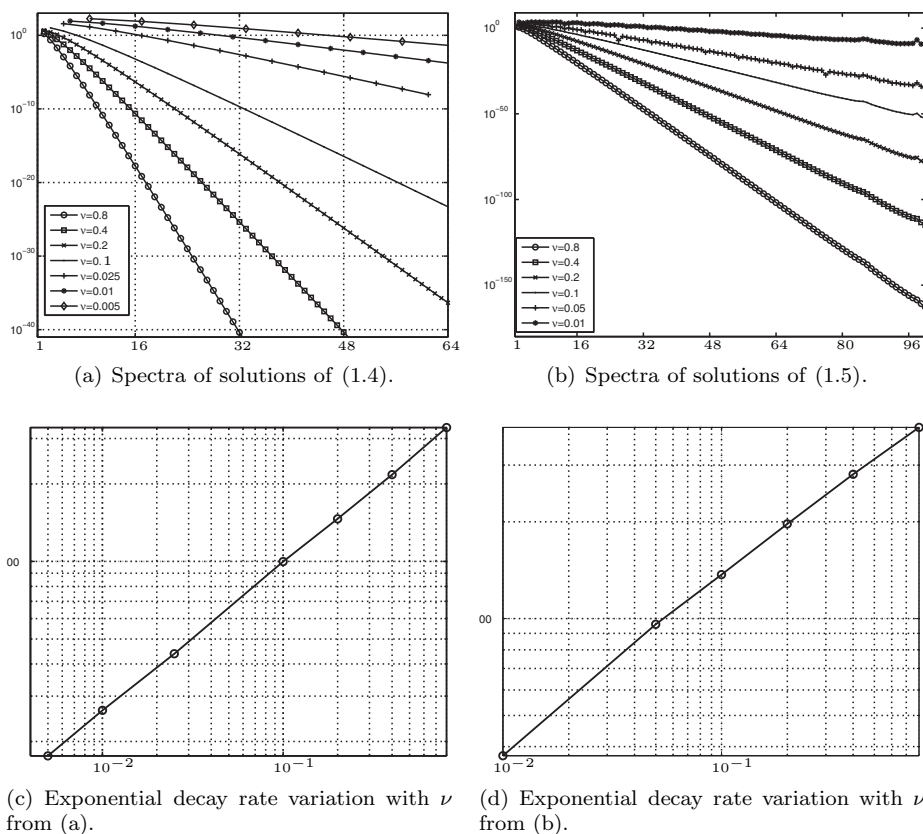 10⁰
10⁻¹⁰
10⁻²⁰
10⁻³⁰
10⁻⁴⁰
ν=0.8
ν=0.4
ν=0.2
ν=0.1
ν=0.025
ν=0.01
ν=0.005
1 16 32 48 64
(a) Spectra of solutions of (1.4).
10⁰
10⁻⁵⁰
10⁻¹⁰⁰
10⁻¹⁵⁰
ν=0.8
ν=0.4
ν=0.2
ν=0.1
ν=0.05
ν=0.01
1 16 32 48 64 80 96
(b) Spectra of solutions of (1.5).
00
10⁻² 10⁻¹
(c) Exponential decay rate variation with ν
from (a).
00
10⁻² 10⁻¹
(d) Exponential decay rate variation with ν
from (b).